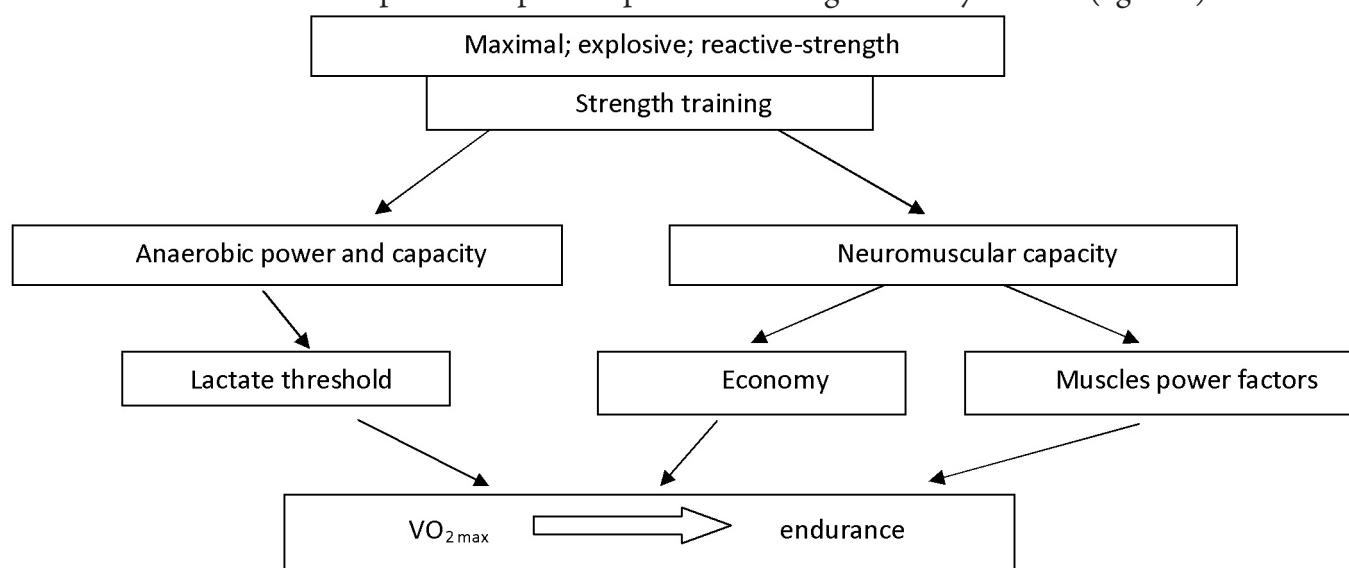 Maximal; explosive; reactive-strength
Strength training
Anaerobic power and capacity
Neuromuscular capacity
Lactate threshold
Economy
Muscles power factors
VO₂ max
endurance